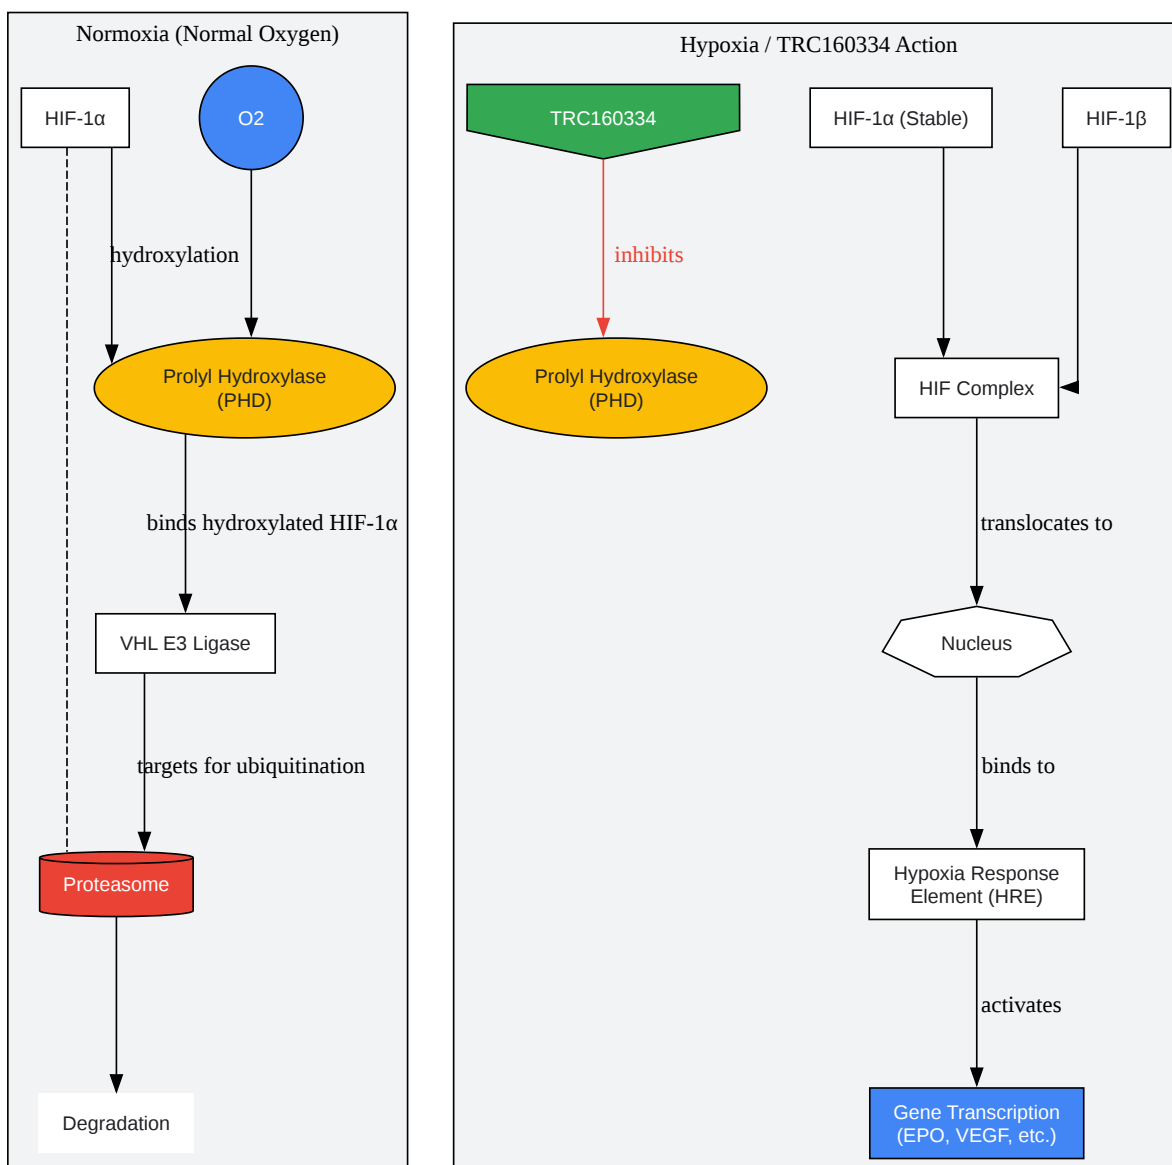 Normoxia (Normal Oxygen)
HIF-1α
O2
hydroxylation
Prolyl Hydroxylase
(PHD)
binds hydroxylated HIF-1α
VHL E3 Ligase
targets for ubiquitination
Proteasome
Degradation
Hypoxia / TRC160334 Action
TRC160334
HIF-1α (Stable)
HIF-1β
inhibits
Prolyl Hydroxylase
(PHD)
HIF Complex
translocates to
Nucleus
binds to
Hypoxia Response
Element (HRE)
activates
Gene Transcription
(EPO, VEGF, etc.)